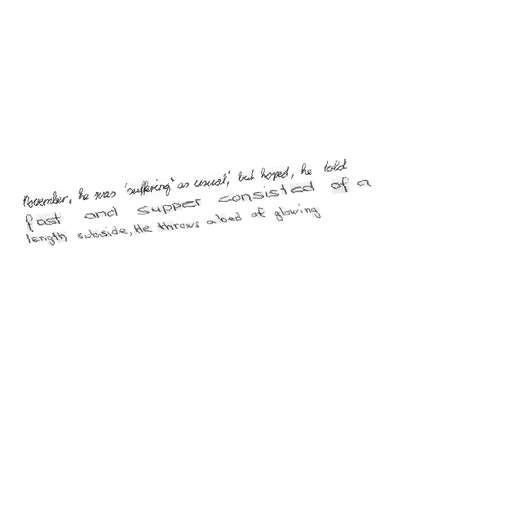 November, he was 'suffering' as usual', but hoped, he told
fast and supper consisted of a
length subside, He throws a bed of glowing